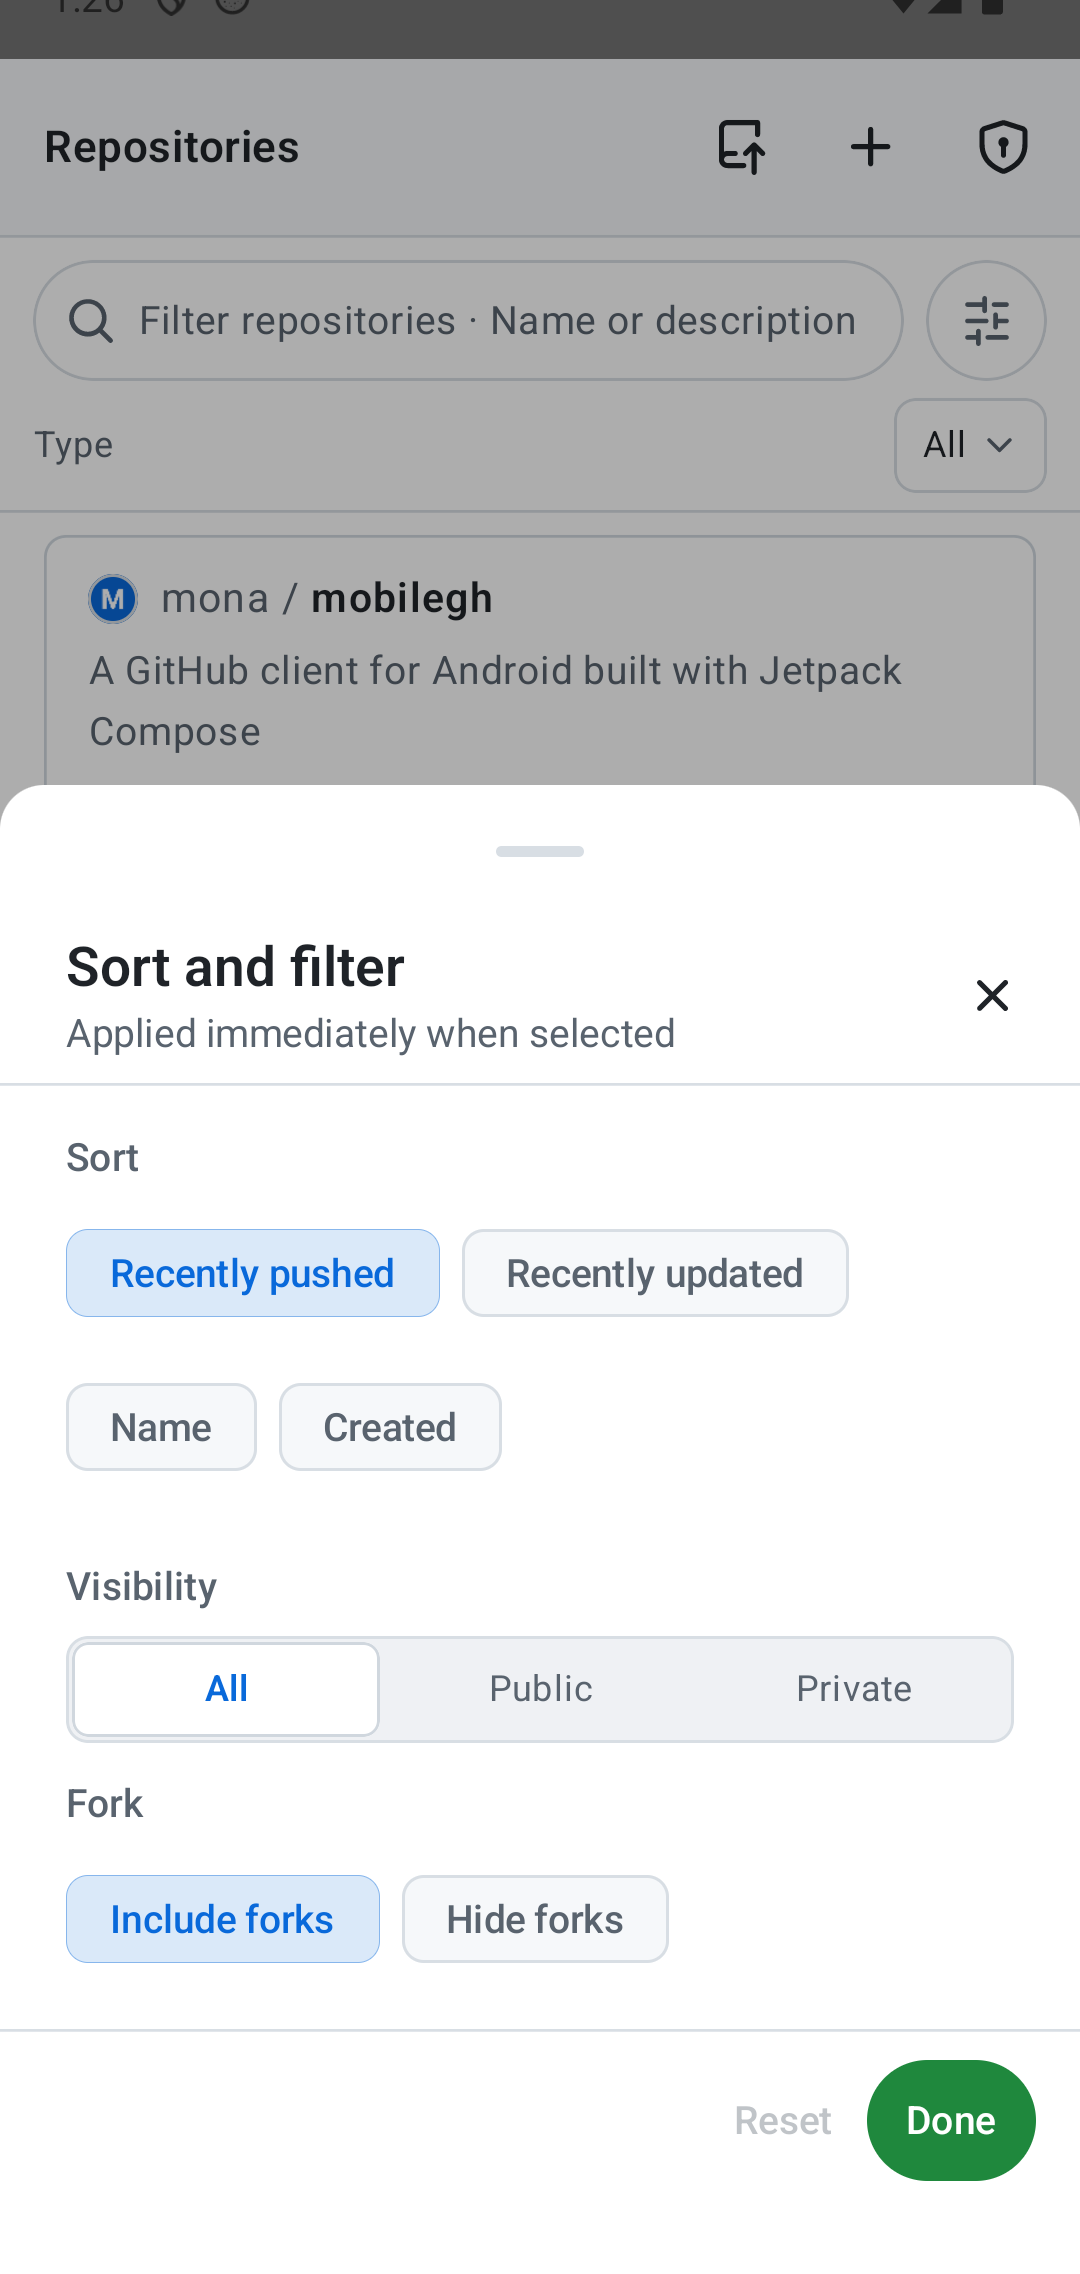 Repositories
Filter repositories · Name or description
Type
All
M mona / mobilegh
A GitHub client for Android built with Jetpack
Compose
Sort and filter
Applied immediately when selected
Sort
Recently pushed
Recently updated
Name
Created
Visibility
All
Public
Private
Fork
Include forks
Hide forks
Reset
Done